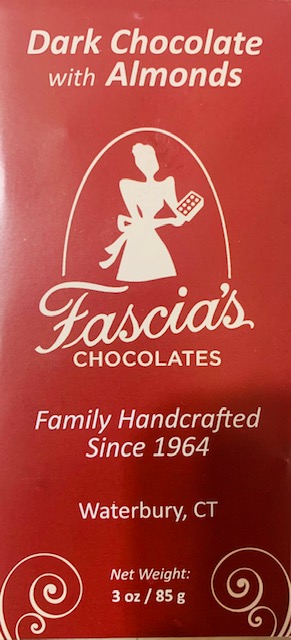 Dark Chocolate
with Almonds
Fascia's
CHOCOLATES
Family Handcrafted
Since 1964
Waterbury, CT
Net Weight:
3 oz / 85 g